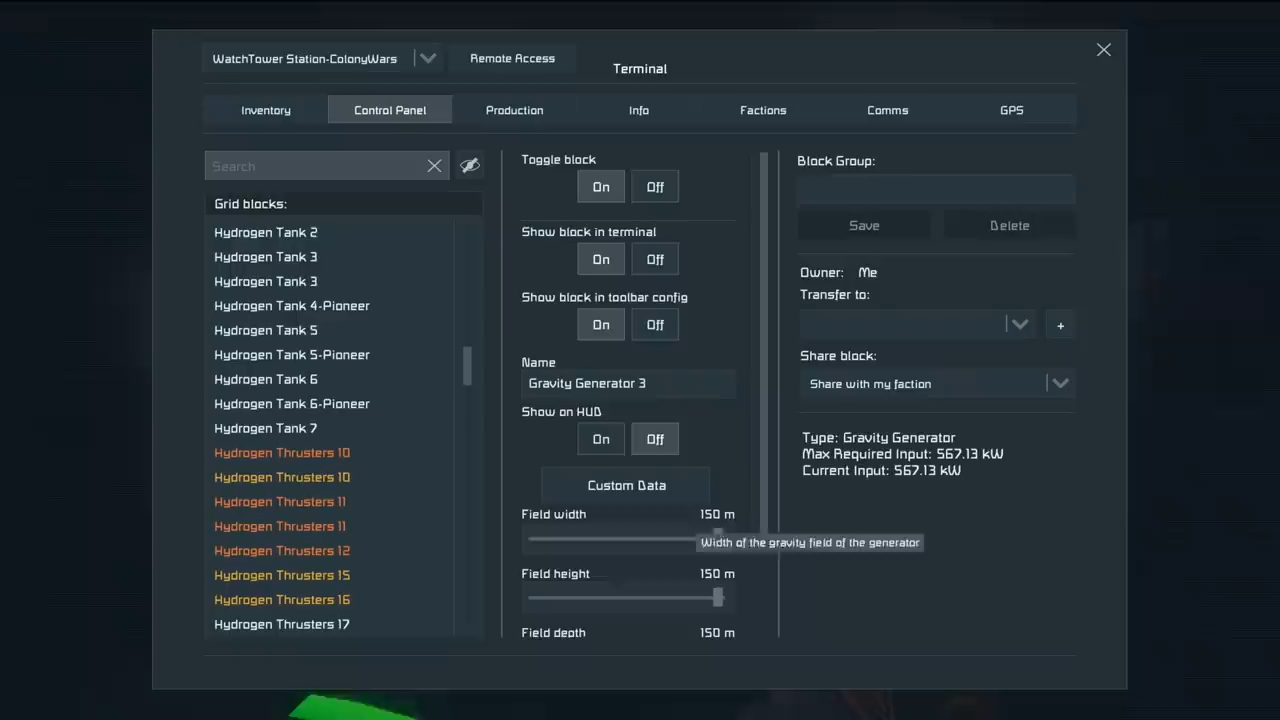 WatchTower Station-ColonyWars
Remote Access
Terminal
Inventory
Control Panel
Production
Info
Factions
Comms
GPS
Search
Grid blocks:
Hydrogen Tank 2
Hydrogen Tank 3
Hydrogen Tank 3
Hydrogen Tank 4-Pioneer
Hydrogen Tank 5
Hydrogen Tank 5-Pioneer
Hydrogen Tank 6
Hydrogen Tank 6-Pioneer
Hydrogen Tank 7
Hydrogen Thrusters 10
Hydrogen Thrusters 10
Hydrogen Thrusters 11
Hydrogen Thrusters 11
Hydrogen Thrusters 12
Hydrogen Thrusters 15
Hydrogen Thrusters 16
Hydrogen Thrusters 17
Toggle block
On Off
Show block in terminal
On Off
Show block in toolbar config
On Off
Name
Gravity Generator 3
Show on HUD
On Off
Custom Data
Field width 150 m
Width of the gravity field of the generator
Field height 150 m
Field depth 150 m
Block Group:
Save Delete
Owner: Me
Transfer to:
+
Share block:
Share with my faction
Type: Gravity Generator
Max Required Input: 567.13 kW
Current Input: 567.13 kW